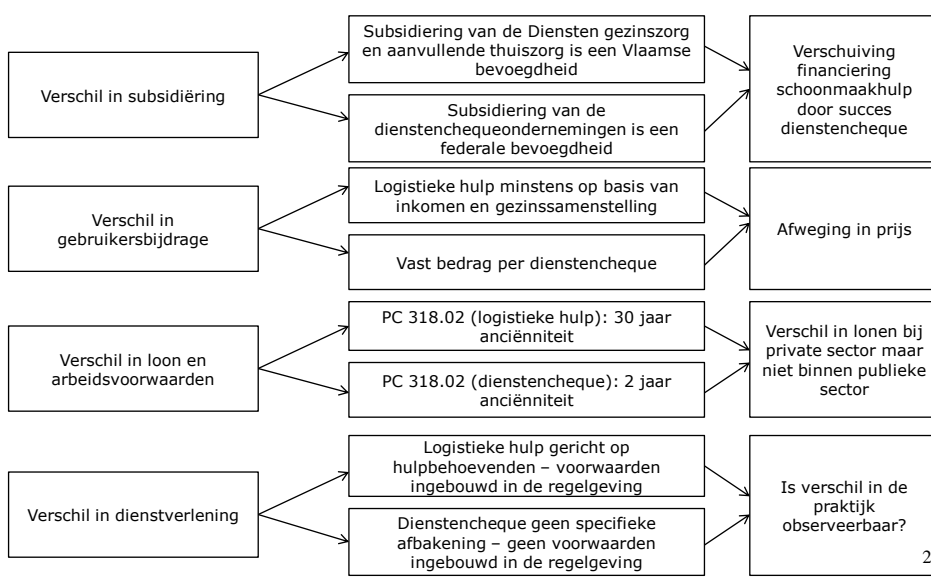 Verschil in subsidiëring
Subsidiering van de Diensten gezinszorg
en aanvullende thuiszorg is een Vlaamse
bevoegdheid
Subsidiering van de
dienstenchequeondernemingen is een
federale bevoegdheid
Verschuiving
financiering
schoonmaakhulp
door succes
dienstencheque
Verschil in
gebruikersbijdrage
Logistieke hulp minstens op basis van
inkomen en gezinssamenstelling
Vast bedrag per dienstencheque
Afweging in prijs
Verschil in loon en
arbeidsvoorwaarden
PC 318.02 (logistieke hulp): 30 jaar
anciënniteit
PC 318.02 (dienstencheque): 2 jaar
anciënniteit
Verschil in lonen bij
private sector maar
niet binnen publieke
sector
Verschil in dienstverlening
Logistieke hulp gericht op
hulpbehoevenden – voorwaarden
ingebouwd in de regelgeving
Dienstencheque geen specifieke
afbakening – geen voorwaarden
ingebouwd in de regelgeving
Is verschil in de
praktijk
observeerbaar?
2